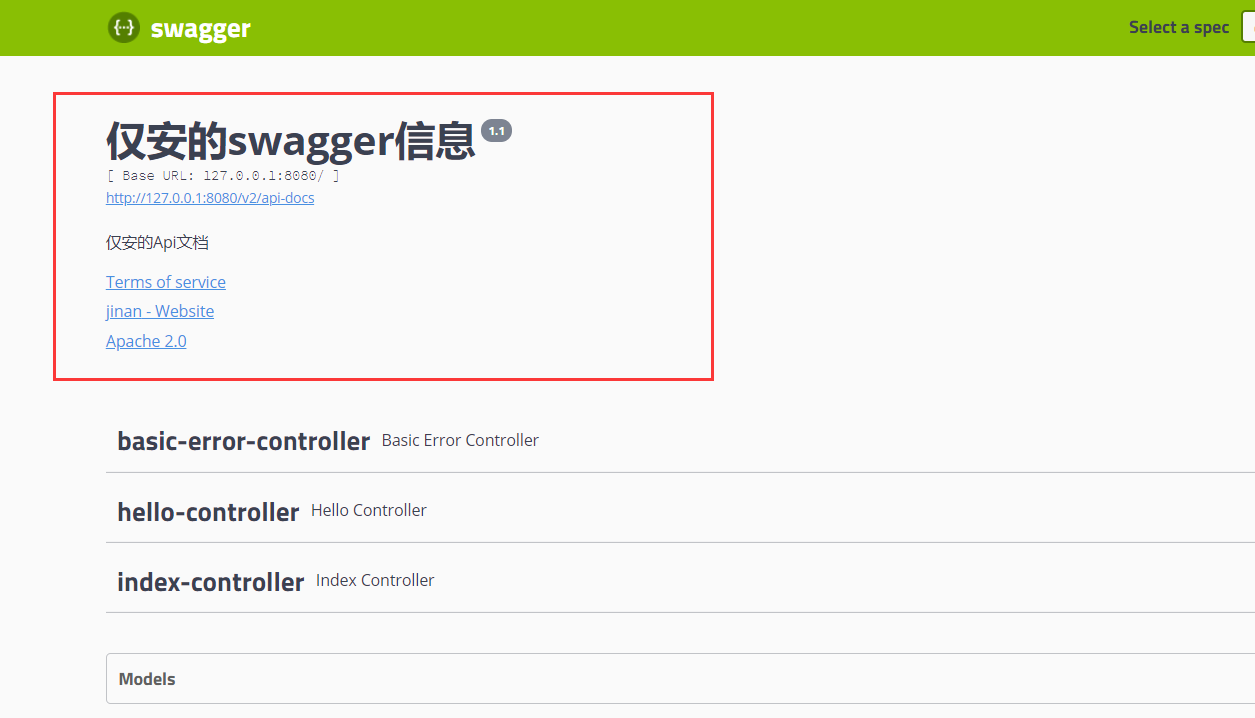 swagger
Select a spec
仅安的swagger信息 1.1
[ Base URL: 127.0.0.1:8080/ ]
http://127.0.0.1:8080/v2/api-docs
仅安的Api文档
Terms of service
jinan - Website
Apache 2.0
basic-error-controller Basic Error Controller
hello-controller Hello Controller
index-controller Index Controller
Models